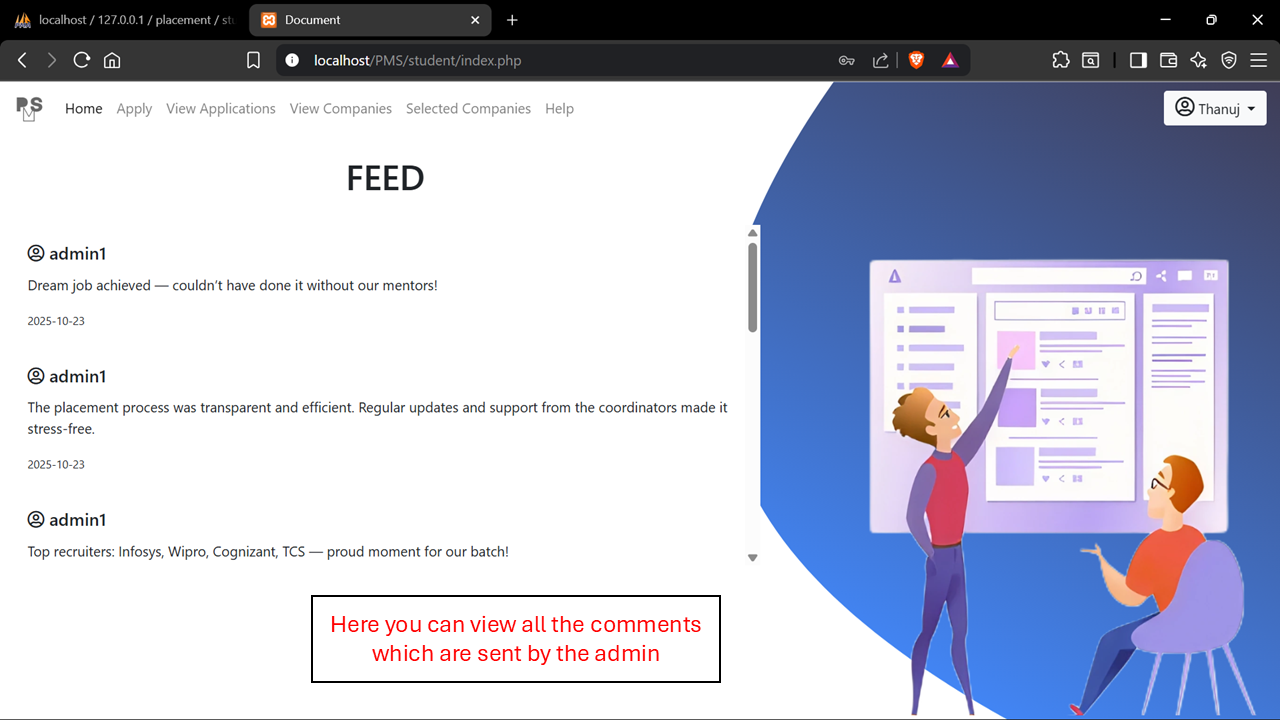 localhost / 127.0.0.1 / placement / stu
Document
localhost/PMS/student/index.php
PS
Home Apply View Applications View Companies Selected Companies Help
Thanuj
FEED
admin1
Dream job achieved — couldn’t have done it without our mentors!
2025-10-23
admin1
The placement process was transparent and efficient. Regular updates and support from the coordinators made it
stress-free.
2025-10-23
admin1
Top recruiters: Infosys, Wipro, Cognizant, TCS — proud moment for our batch!
Here you can view all the comments
which are sent by the admin